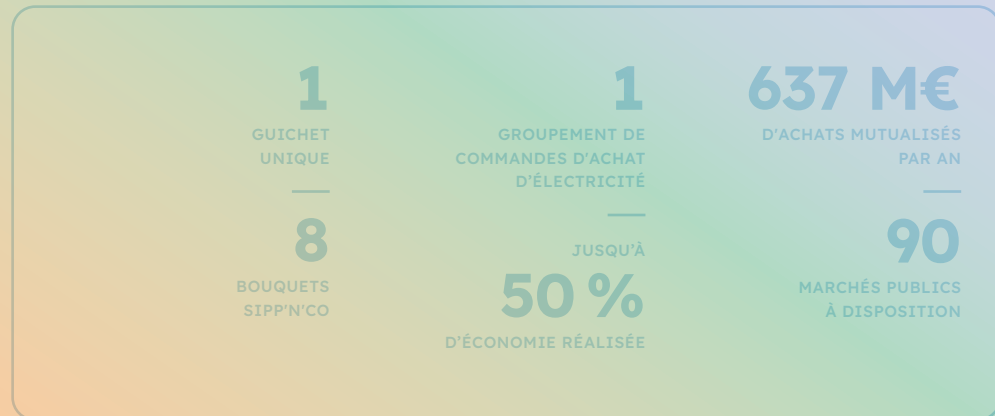 1
GUICHET
UNIQUE
8
BOUQUETS
SIPP'N'CO
1
GROUPEMENT DE
COMMANDES D'ACHAT
D'ÉLECTRICITÉ
JUSQU'À
50 %
D'ÉCONOMIE RÉALISÉE
637 M€
D'ACHATS MUTUALISÉS
PAR AN
90
MARCHÉS PUBLICS
À DISPOSITION